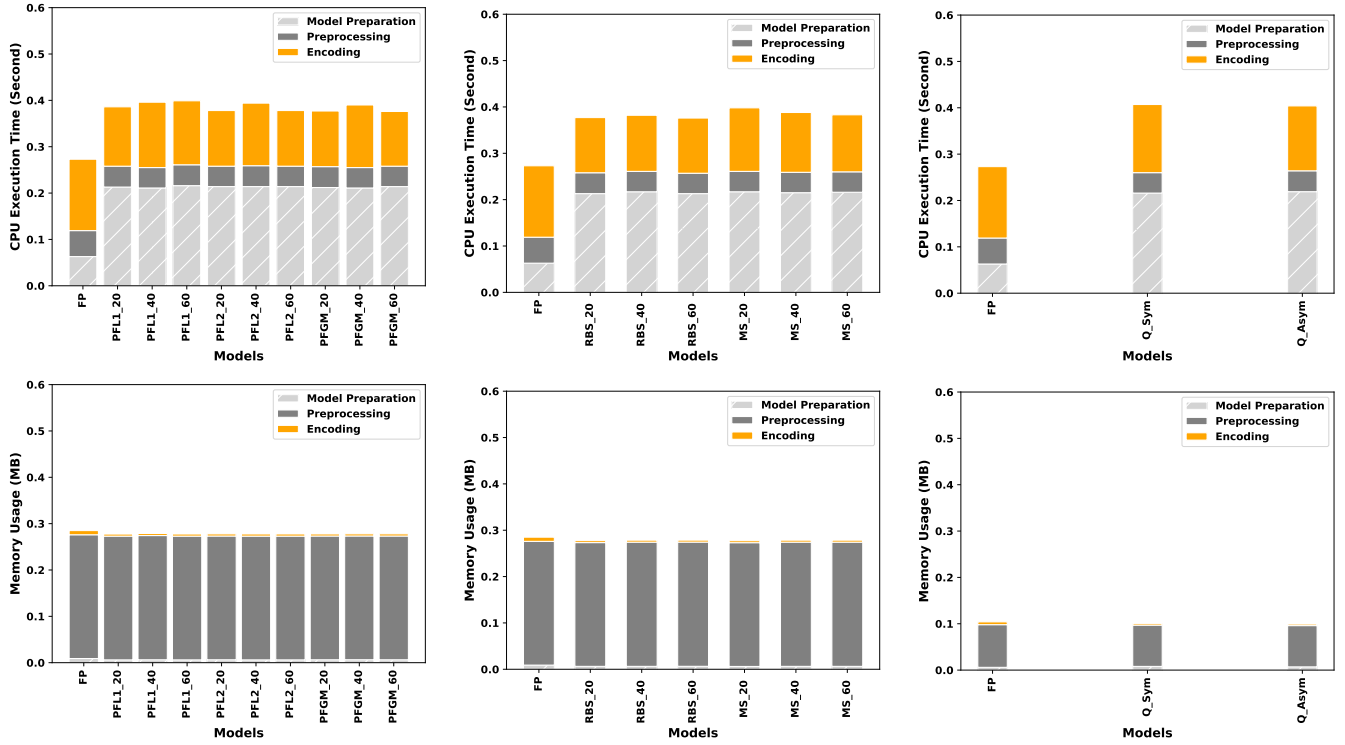 CPU Execution Time (Second)
0.6
0.5
0.4
0.3
0.2
0.1
0.0
Model Preparation
Preprocessing
Encoding
FP
PFL1_20
PFL1_40
PFL1_60
PFL2_20
PFL2_40
PFL2_60
PFGM_20
PFGM_40
PFGM_60
Models
CPU Execution Time (Second)
0.6
0.5
0.4
0.3
0.2
0.1
0.0
Model Preparation
Preprocessing
Encoding
FP
RBS_20
RBS_40
RBS_60
MS_20
MS_40
MS_60
Models
CPU Execution Time (Second)
0.6
0.5
0.4
0.3
0.2
0.1
0.0
Model Preparation
Preprocessing
Encoding
FP
Q_Sym
Q_Asym
Models
Memory Usage (MB)
0.6
0.5
0.4
0.3
0.2
0.1
0.0
Model Preparation
Preprocessing
Encoding
FP
PFL1_20
PFL1_40
PFL1_60
PFL2_20
PFL2_40
PFL2_60
PFGM_20
PFGM_40
PFGM_60
Models
Memory Usage (MB)
0.6
0.5
0.4
0.3
0.2
0.1
0.0
Model Preparation
Preprocessing
Encoding
FP
RBS_20
RBS_40
RBS_60
MS_20
MS_40
MS_60
Models
Memory Usage (MB)
0.6
0.5
0.4
0.3
0.2
0.1
0.0
Model Preparation
Preprocessing
Encoding
FP
Q_Sym
Q_Asym
Models